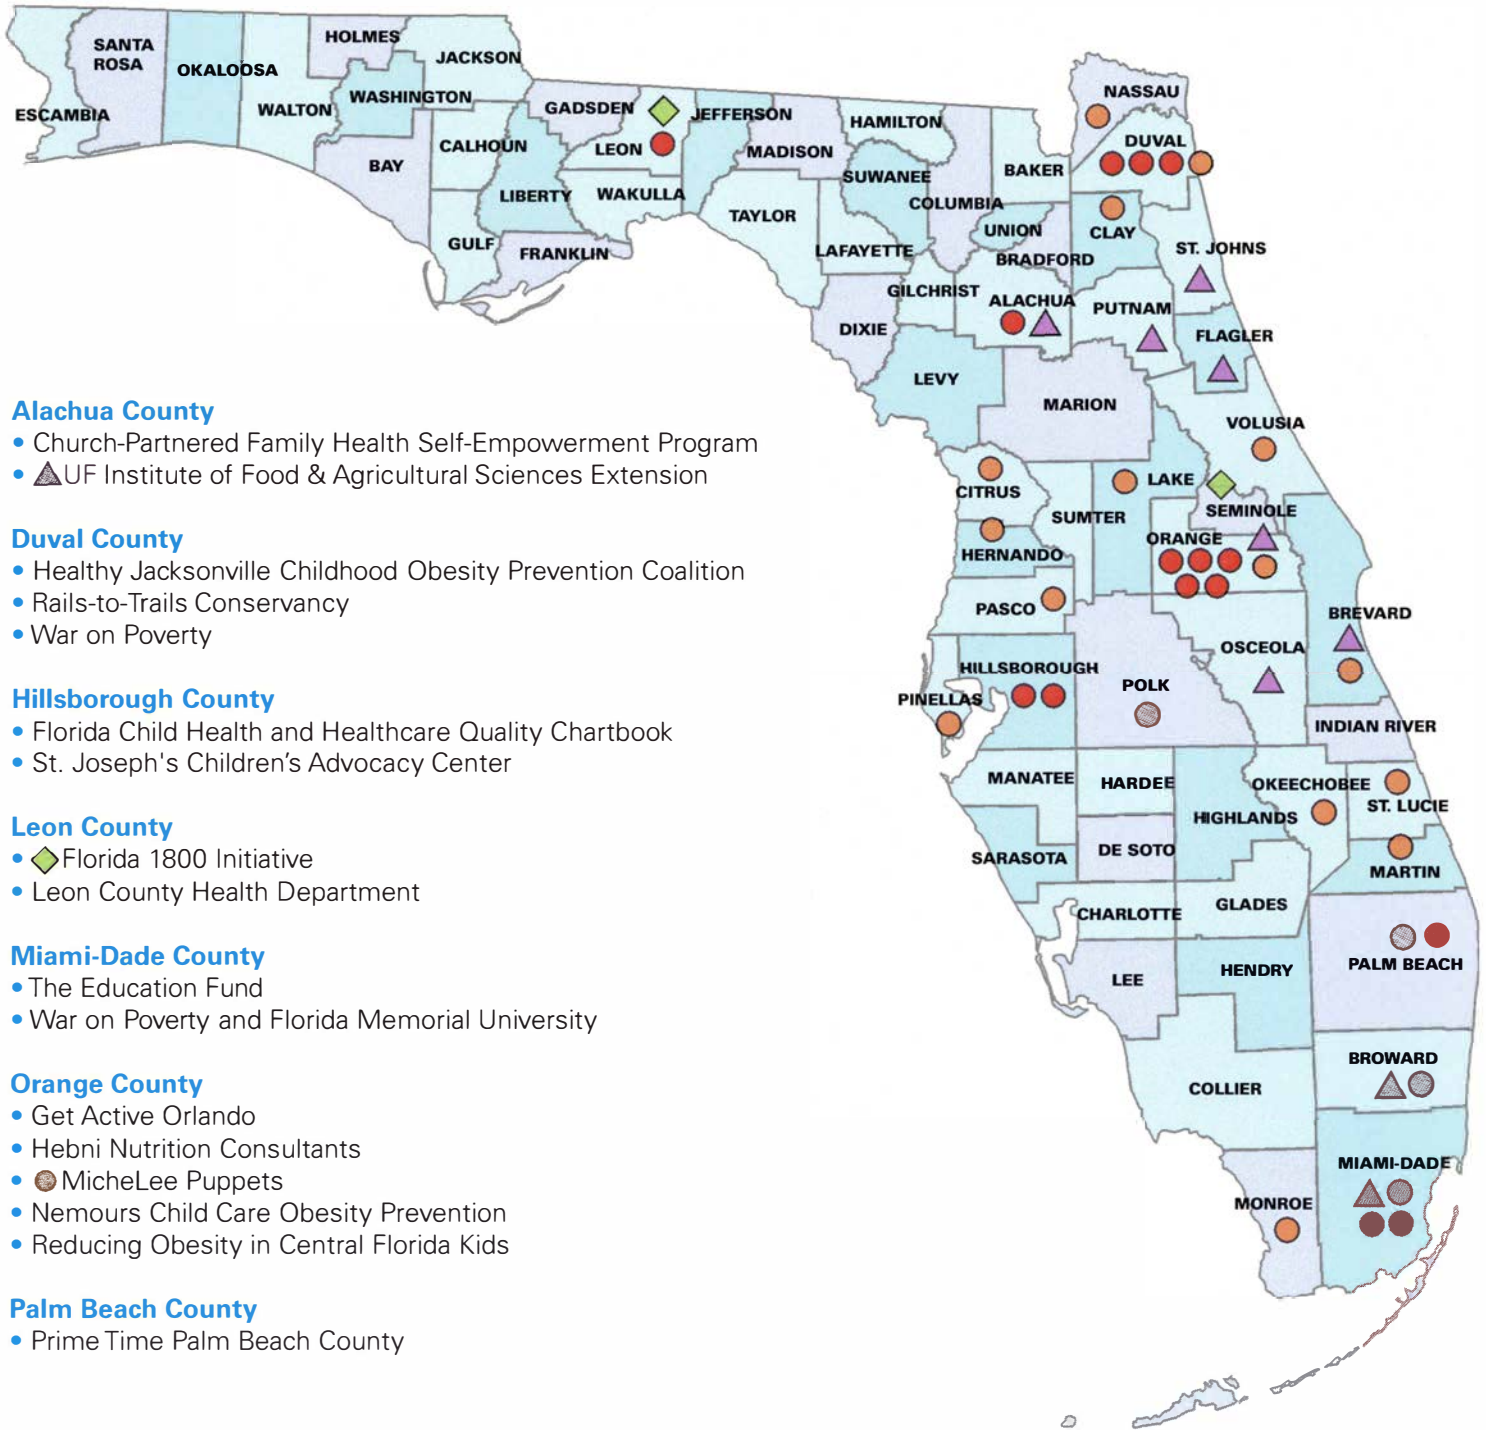 HOLMES
SANTA
ROSA
OKALOOSA
JACKSON
WALTON
WASHINGTON
ESCAMBIA
BAY
CALHOUN
GADSDEN
LEON
JEFFERSON
MADISON
HAMILTON
SUWANEE
COLUMBIA
BAKER
NASSAU
DUVAL
LIBERTY
WAKULLA
TAYLOR
LAFAYETTE
UNION
BRADFORD
CLAY
ST. JOHNS
GULF
FRANKLIN
GILCHRIST
ALACHUA
PUTNAM
DIXIE
FLAGLER
LEVY
MARION
VOLUSIA
CITRUS
LAKE
SUMTER
SEMINOLE
ORANGE
HERNANDO
PASCO
BREVARD
OSCEOLA
HILLSBOROUGH
PINELLAS
POLK
INDIAN RIVER
MANATEE
HARDEE
OKEECHOBEE
ST. LUCIE
HIGHLANDS
SARASOTA
DE SOTO
MARTIN
CHARLOTTE
GLADES
LEE
HENDRY
PALM BEACH
BROWARD
COLLIER
MIAMI-DADE
MONROE
Alachua County
• Church-Partnered Family Health Self-Empowerment Program
• UF Institute of Food & Agricultural Sciences Extension
Duval County
• Healthy Jacksonville Childhood Obesity Prevention Coalition
• Rails-to-Trails Conservancy
• War on Poverty
Hillsborough County
• Florida Child Health and Healthcare Quality Chartbook
• St. Joseph's Children's Advocacy Center
Leon County
• Florida 1800 Initiative
• Leon County Health Department
Miami-Dade County
• The Education Fund
• War on Poverty and Florida Memorial University
Orange County
• Get Active Orlando
• Hebni Nutrition Consultants
• MicheLee Puppets
• Nemours Child Care Obesity Prevention
• Reducing Obesity in Central Florida Kids
Palm Beach County
• Prime Time Palm Beach County